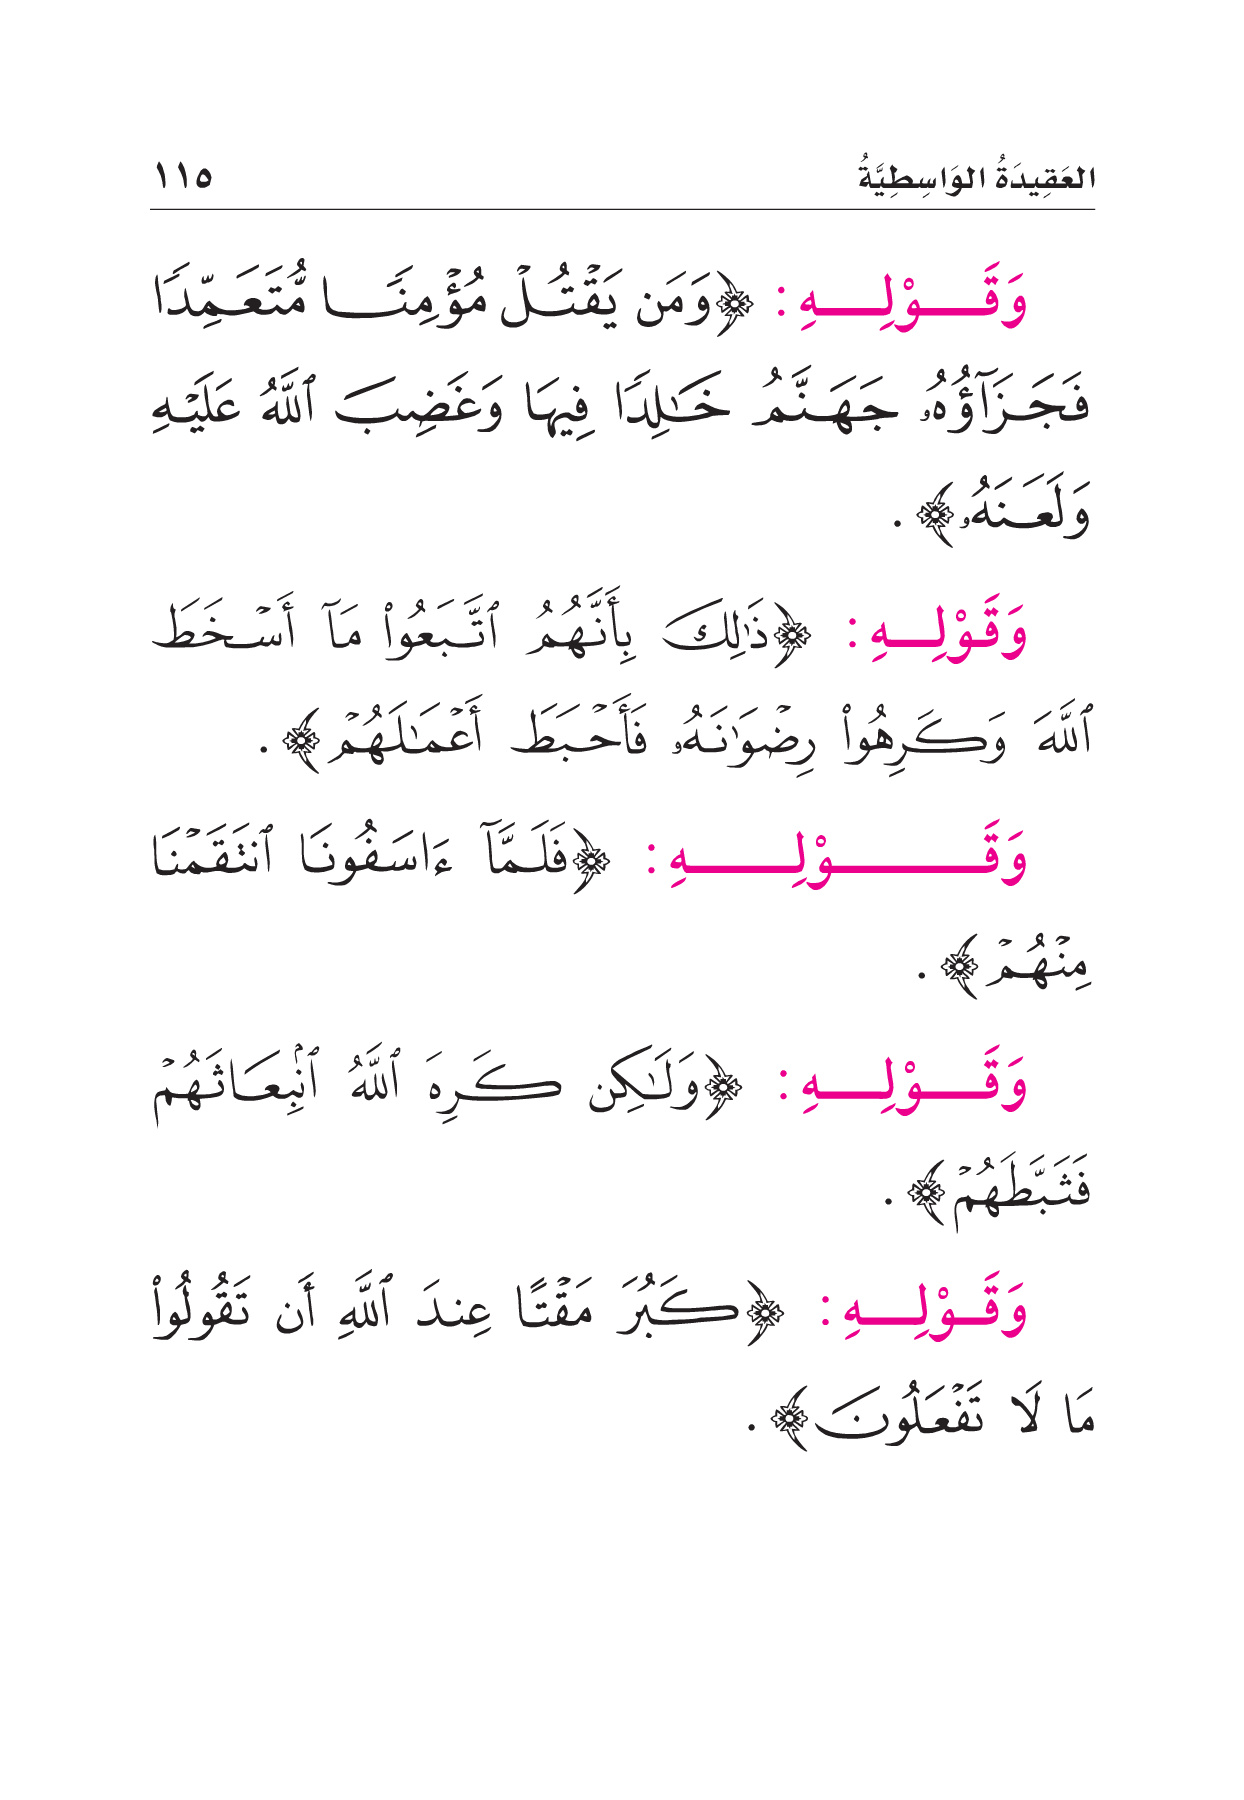 العَقِيدَةُ الوَاسِطِيَّةُ ١١٥
وَقَوْلِهِ: ﴿وَمَن يَقْتُلْ مُؤْمِنًا مُّتَعَمِّدًا
فَجَزَآؤُهُۥ جَهَنَّمُ خَـٰلِدًا فِيهَا وَغَضِبَ ٱللَّهُ عَلَيْهِ
وَلَعَنَهُۥ﴾.
وَقَوْلِهِ: ﴿ذَٰلِكَ بِأَنَّهُمُ ٱتَّبَعُوا۟ مَآ أَسْخَطَ
ٱللَّهَ وَكَرِهُوا۟ رِضْوَٰنَهُۥ فَأَحْبَطَ أَعْمَـٰلَهُمْ﴾.
وَقَوْلِهِ: ﴿فَلَمَّآ ءَاسَفُونَا ٱنتَقَمْنَا
مِنْهُمْ﴾.
وَقَوْلِهِ: ﴿وَلَـٰكِن كَرِهَ ٱللَّهُ ٱنۢبِعَاثَهُمْ
فَثَبَّطَهُمْ﴾.
وَقَوْلِهِ: ﴿كَبُرَ مَقْتًا عِندَ ٱللَّهِ أَن تَقُولُوا۟
مَا لَا تَفْعَلُونَ﴾.